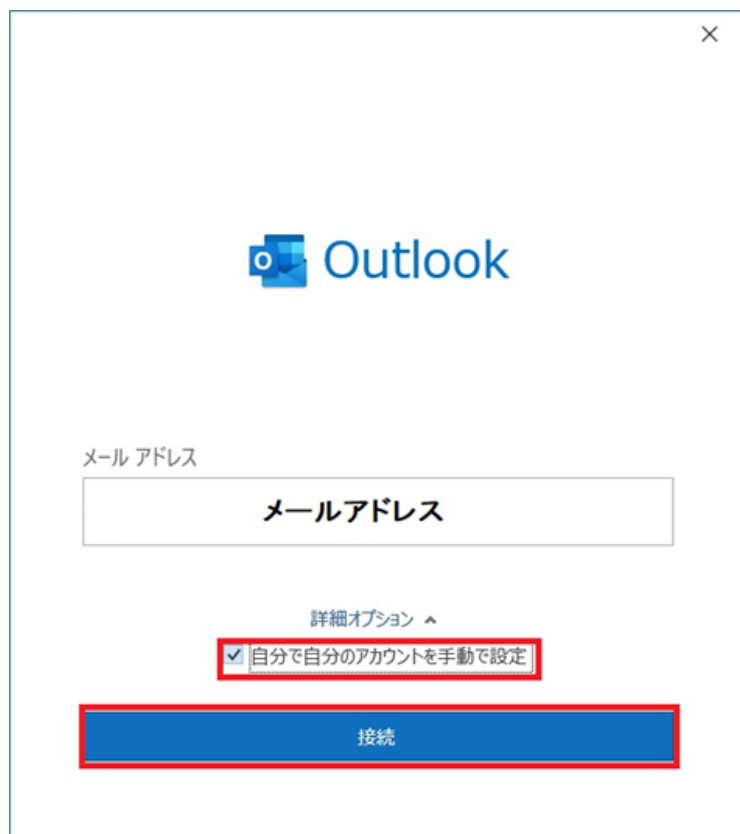 Outlook
メール アドレス
メールアドレス
詳細オプション
自分で自分のアカウントを手動で設定
接続